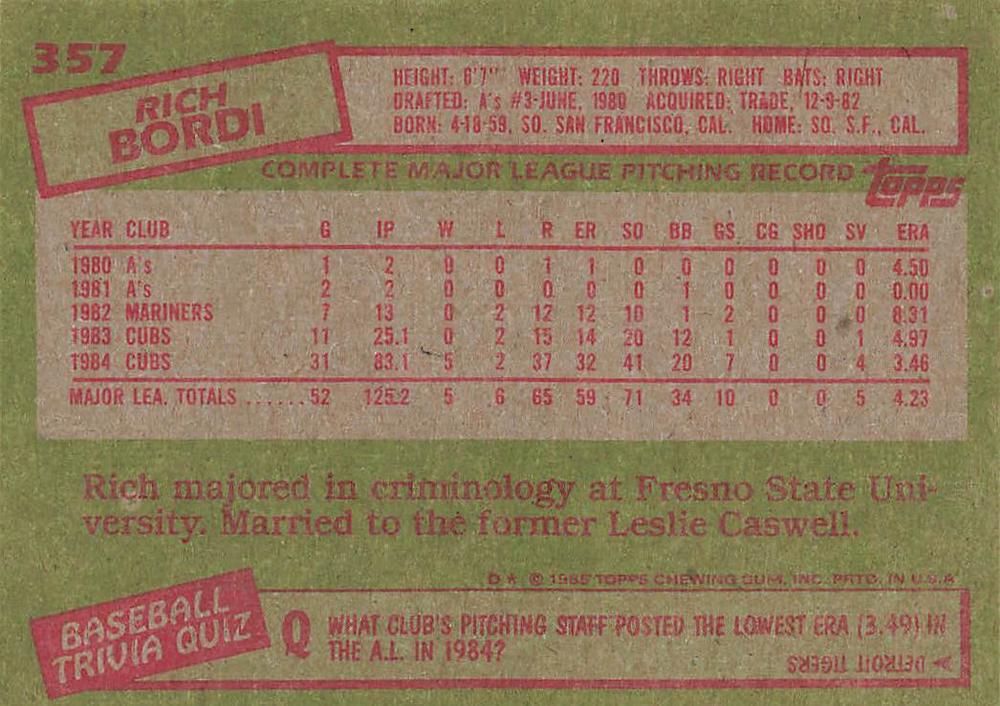 357
RICH
BORDI
HEIGHT: 6'7" WEIGHT: 220 THROWS: RIGHT BATS: RIGHT
DRAFTED: A's #3-JUNE, 1980 ACQUIRED: TRADE, 12-9-82
BORN: 4-18-59, SO. SAN FRANCISCO, CAL. HOME: SO. S.F., CAL.
COMPLETE MAJOR LEAGUE PITCHING RECORD
topps
YEAR CLUB G IP W L R ER SO BB GS CG SHO SV ERA
1980 A's 1 2 0 0 1 1 0 0 0 0 0 0 4.50
1981 A's 2 2 0 0 0 0 0 1 0 0 0 0 0.00
1982 MARINERS 7 13 0 2 12 12 10 1 2 0 0 0 8.31
1983 CUBS 11 25.1 0 2 15 14 20 12 1 0 0 1 4.97
1984 CUBS 31 83.1 5 2 37 32 41 20 7 0 0 4 3.46
MAJOR LEA. TOTALS ......52 125.2 5 6 65 59 71 34 10 0 0 5 4.23
Rich majored in criminology at Fresno State Uni-
versity. Married to the former Leslie Caswell.
D* © 1985 TOPPS CHEWING GUM, INC. PRTD. IN U.S.A
BASEBALL
TRIVIA QUIZ
Q WHAT CLUB'S PITCHING STAFF POSTED THE LOWEST ERA (3.49) IN
THE A.L. IN 1984?
DETROIT TIGERS